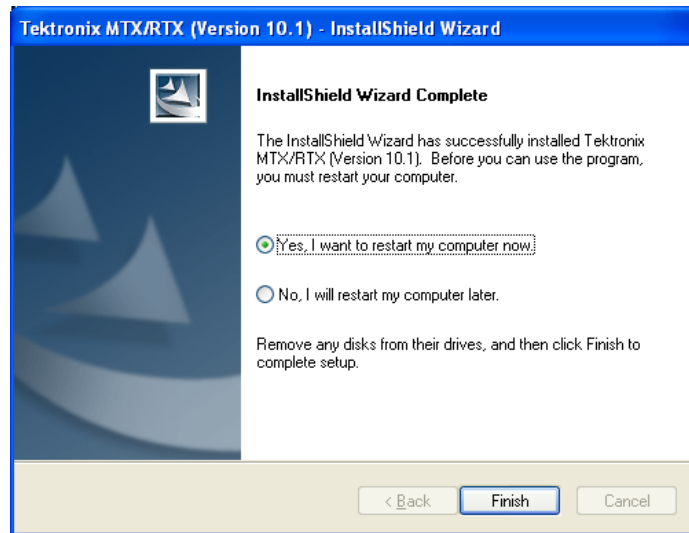 Tektronix MTX/RTX (Version 10.1) - InstallShield Wizard
InstallShield Wizard Complete
The InstallShield Wizard has successfully installed Tektronix
MTX/RTX (Version 10.1). Before you can use the program,
you must restart your computer.
Yes, I want to restart my computer now.
No, I will restart my computer later.
Remove any disks from their drives, and then click Finish to
complete setup.
< Back
Finish
Cancel